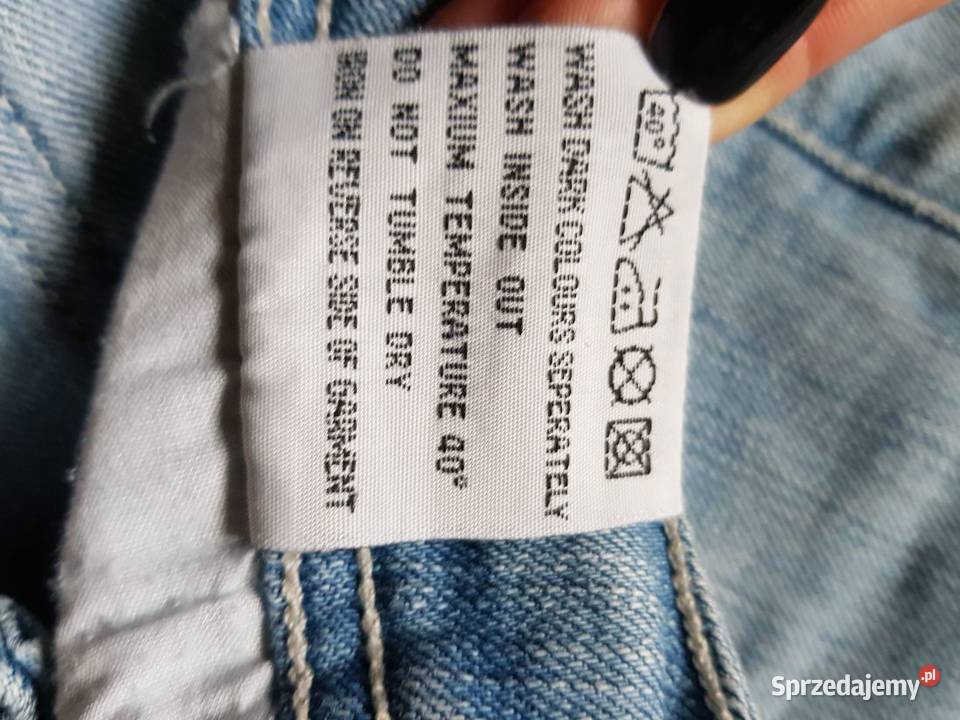 40°
WASH DARK COLOURS SEPERATELY
WASH INSIDE OUT
MAXIUM TEMPERATURE 40°
DO NOT TUMBLE DRY
IRON ON REVERSE SIDE OF GARMENT
Sprzedajemy.pl